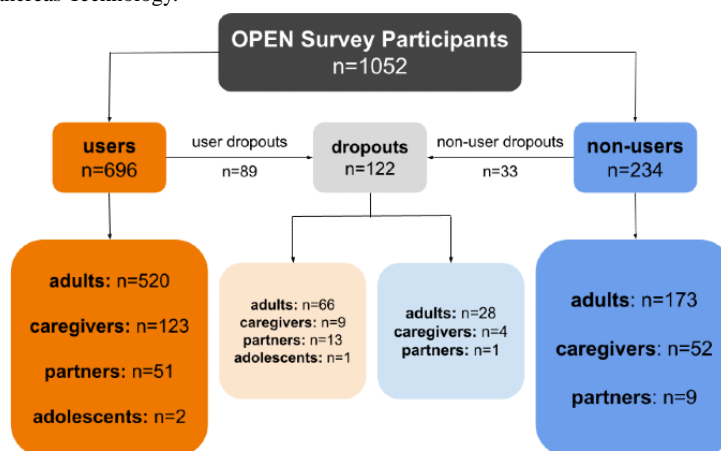 OPEN Survey Participants
n=1052
users
n=696
user dropouts
n=89
dropouts
n=122
non-user dropouts
n=33
non-users
n=234
adults: n=520
caregivers: n=123
partners: n=51
adolescents: n=2
adults: n=66
caregivers: n=9
partners: n=13
adolescents: n=1
adults: n=28
caregivers: n=4
partners: n=1
adults: n=173
caregivers: n=52
partners: n=9